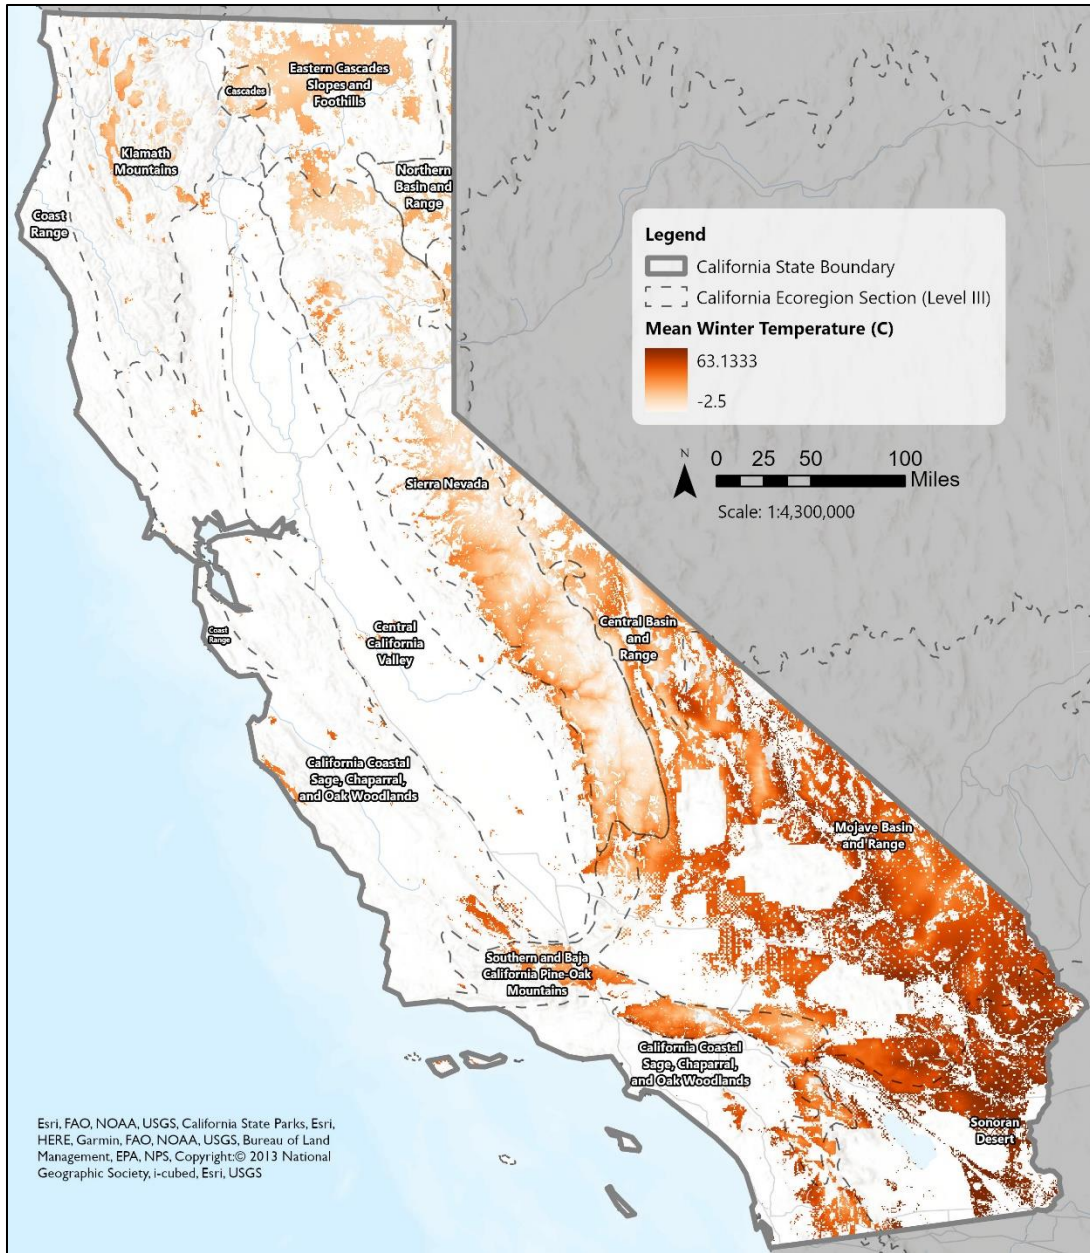 Eastern Cascades
Slopes and
Foothills
Cascades
Klamath
Mountains
Northern
Basin and
Range
Coast
Range
Legend
California State Boundary
California Ecoregion Section (Level III)
Mean Winter Temperature (C)
63.1333
-2.5
N
0 25 50 100
Miles
Scale: 1:4,300,000
Sierra Nevada
Central Basin
and
Range
Coast
Range
Central
California
Valley
California Coastal
Sage, Chaparral,
and Oak Woodlands
Mojave Basin
and Range
Southern and Baja
California Pine-Oak
Mountains
California Coastal
Sage, Chaparral,
and Oak Woodlands
Sonoran
Desert
Esri, FAO, NOAA, USGS, California State Parks, Esri,
HERE, Garmin, FAO, NOAA, USGS, Bureau of Land
Management, EPA, NPS, Copyright:© 2013 National
Geographic Society, i-cubed, Esri, USGS